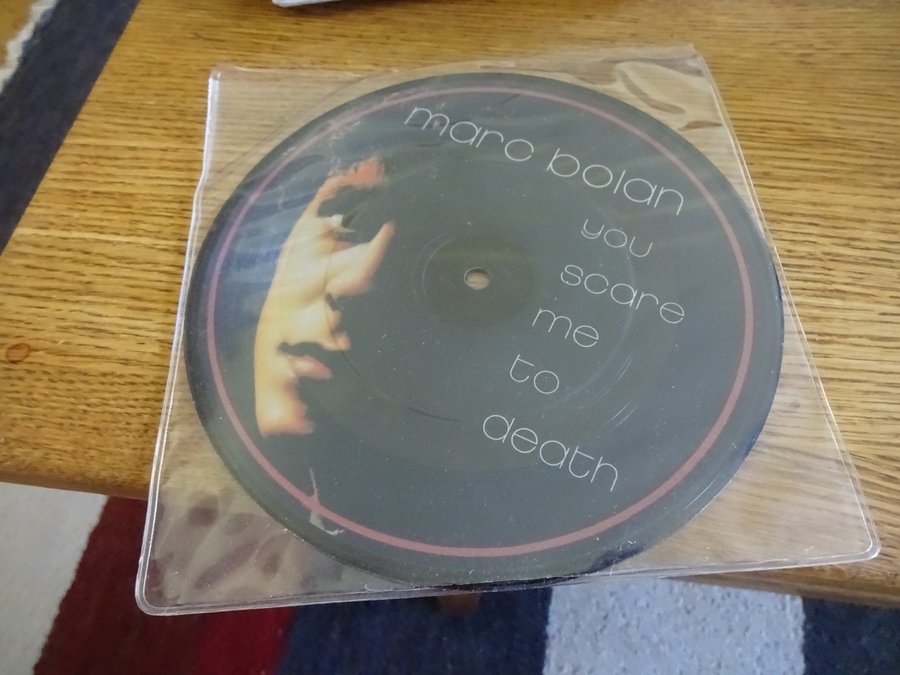 marc bolan
you
scare
me
to
death